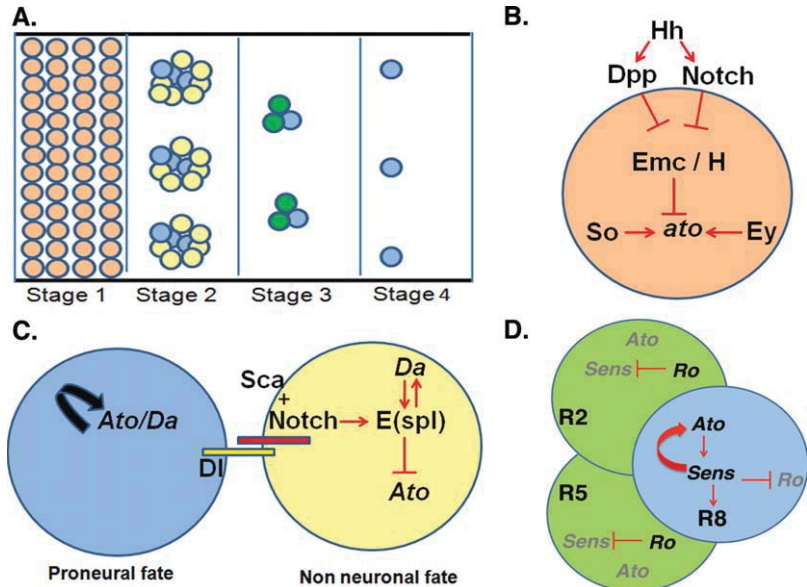 A.
Stage 1 Stage 2 Stage 3 Stage 4
B.
Hh
Dpp Notch
Emc / H
So ato Ey
C.
Ato/Da
Dl
Proneural fate
Sca
+
Notch
Da
E(spl)
Ato
Non neuronal fate
D.
Ato
Sens Ro
R2
Ato
Sens Ro
R8
R5
Sens Ro
Ato